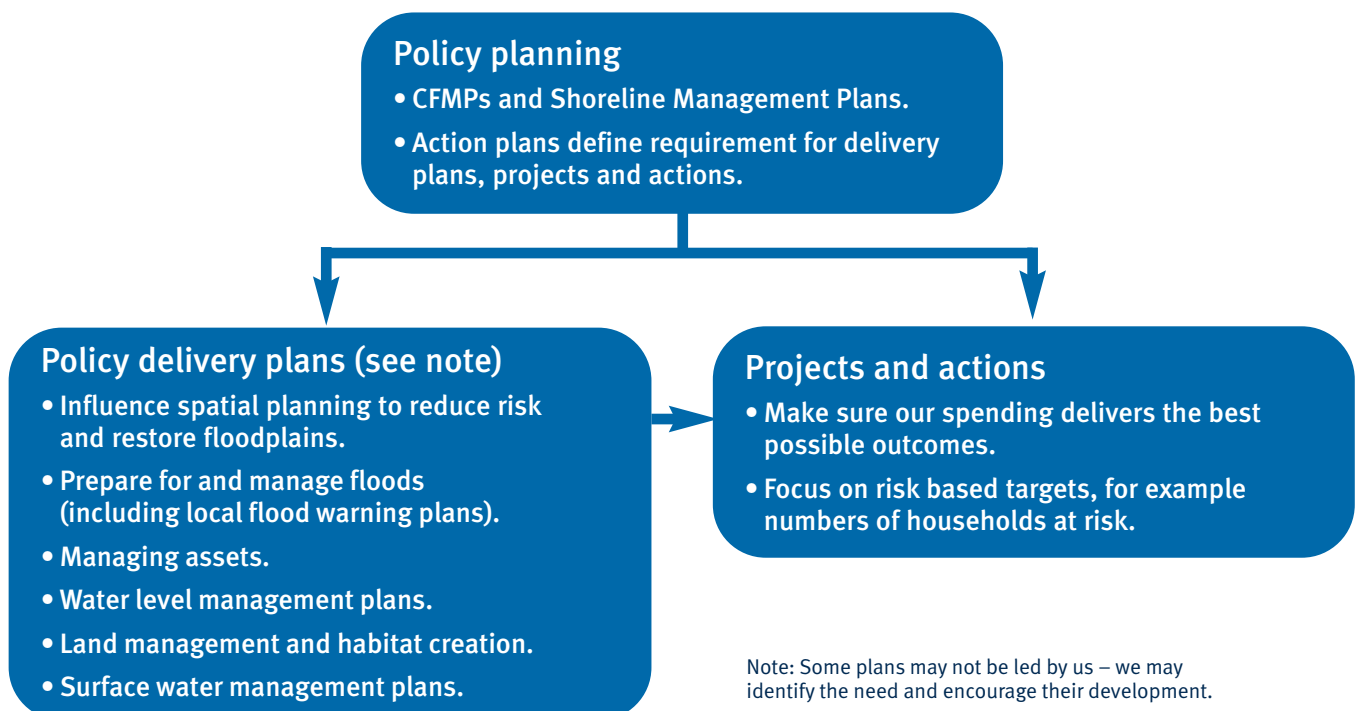 Policy planning
• CFMPs and Shoreline Management Plans.
• Action plans define requirement for delivery
plans, projects and actions.
Policy delivery plans (see note)
• Influence spatial planning to reduce risk
and restore floodplains.
• Prepare for and manage floods
(including local flood warning plans).
• Managing assets.
• Water level management plans.
• Land management and habitat creation.
• Surface water management plans.
Projects and actions
• Make sure our spending delivers the best
possible outcomes.
• Focus on risk based targets, for example
numbers of households at risk.
Note: Some plans may not be led by us – we may
identify the need and encourage their development.